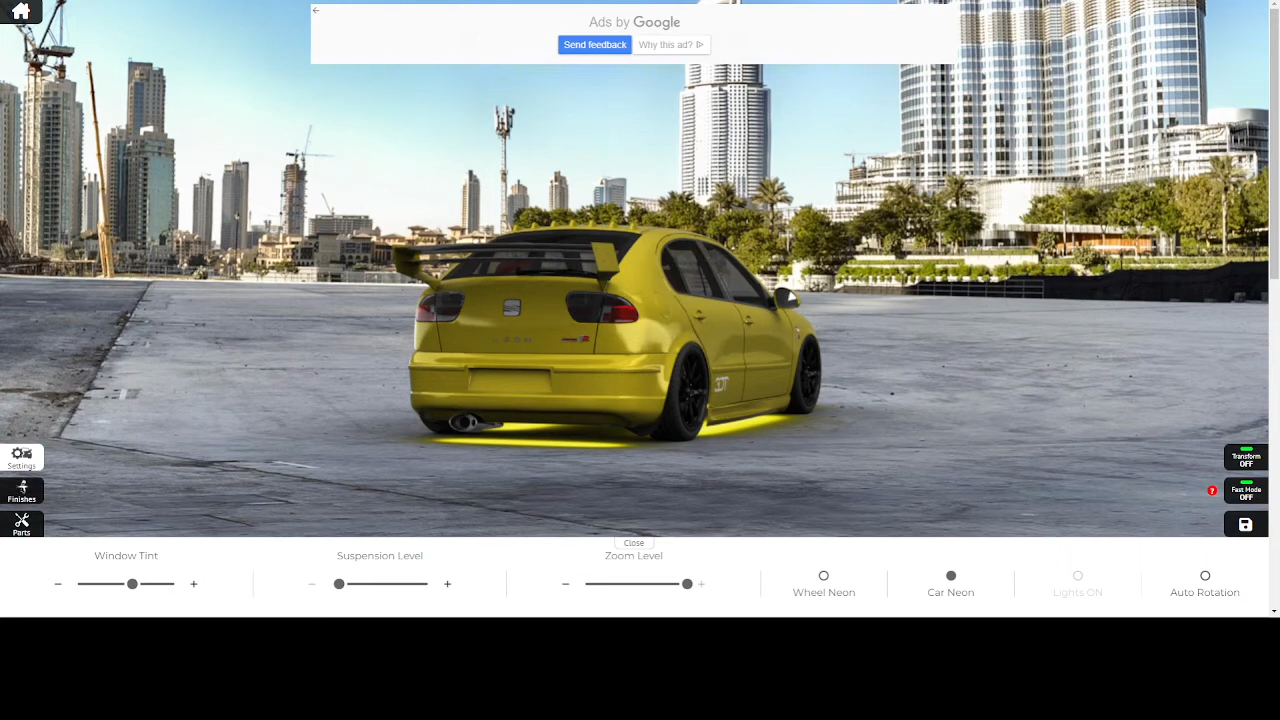 Ads by Google
Send feedback
Why this ad?
3DT
Settings
Finishes
Parts
Transform
OFF
?
Fast Mode
OFF
Close
Window Tint
Suspension Level
Zoom Level
Wheel Neon
Car Neon
Lights ON
Auto Rotation